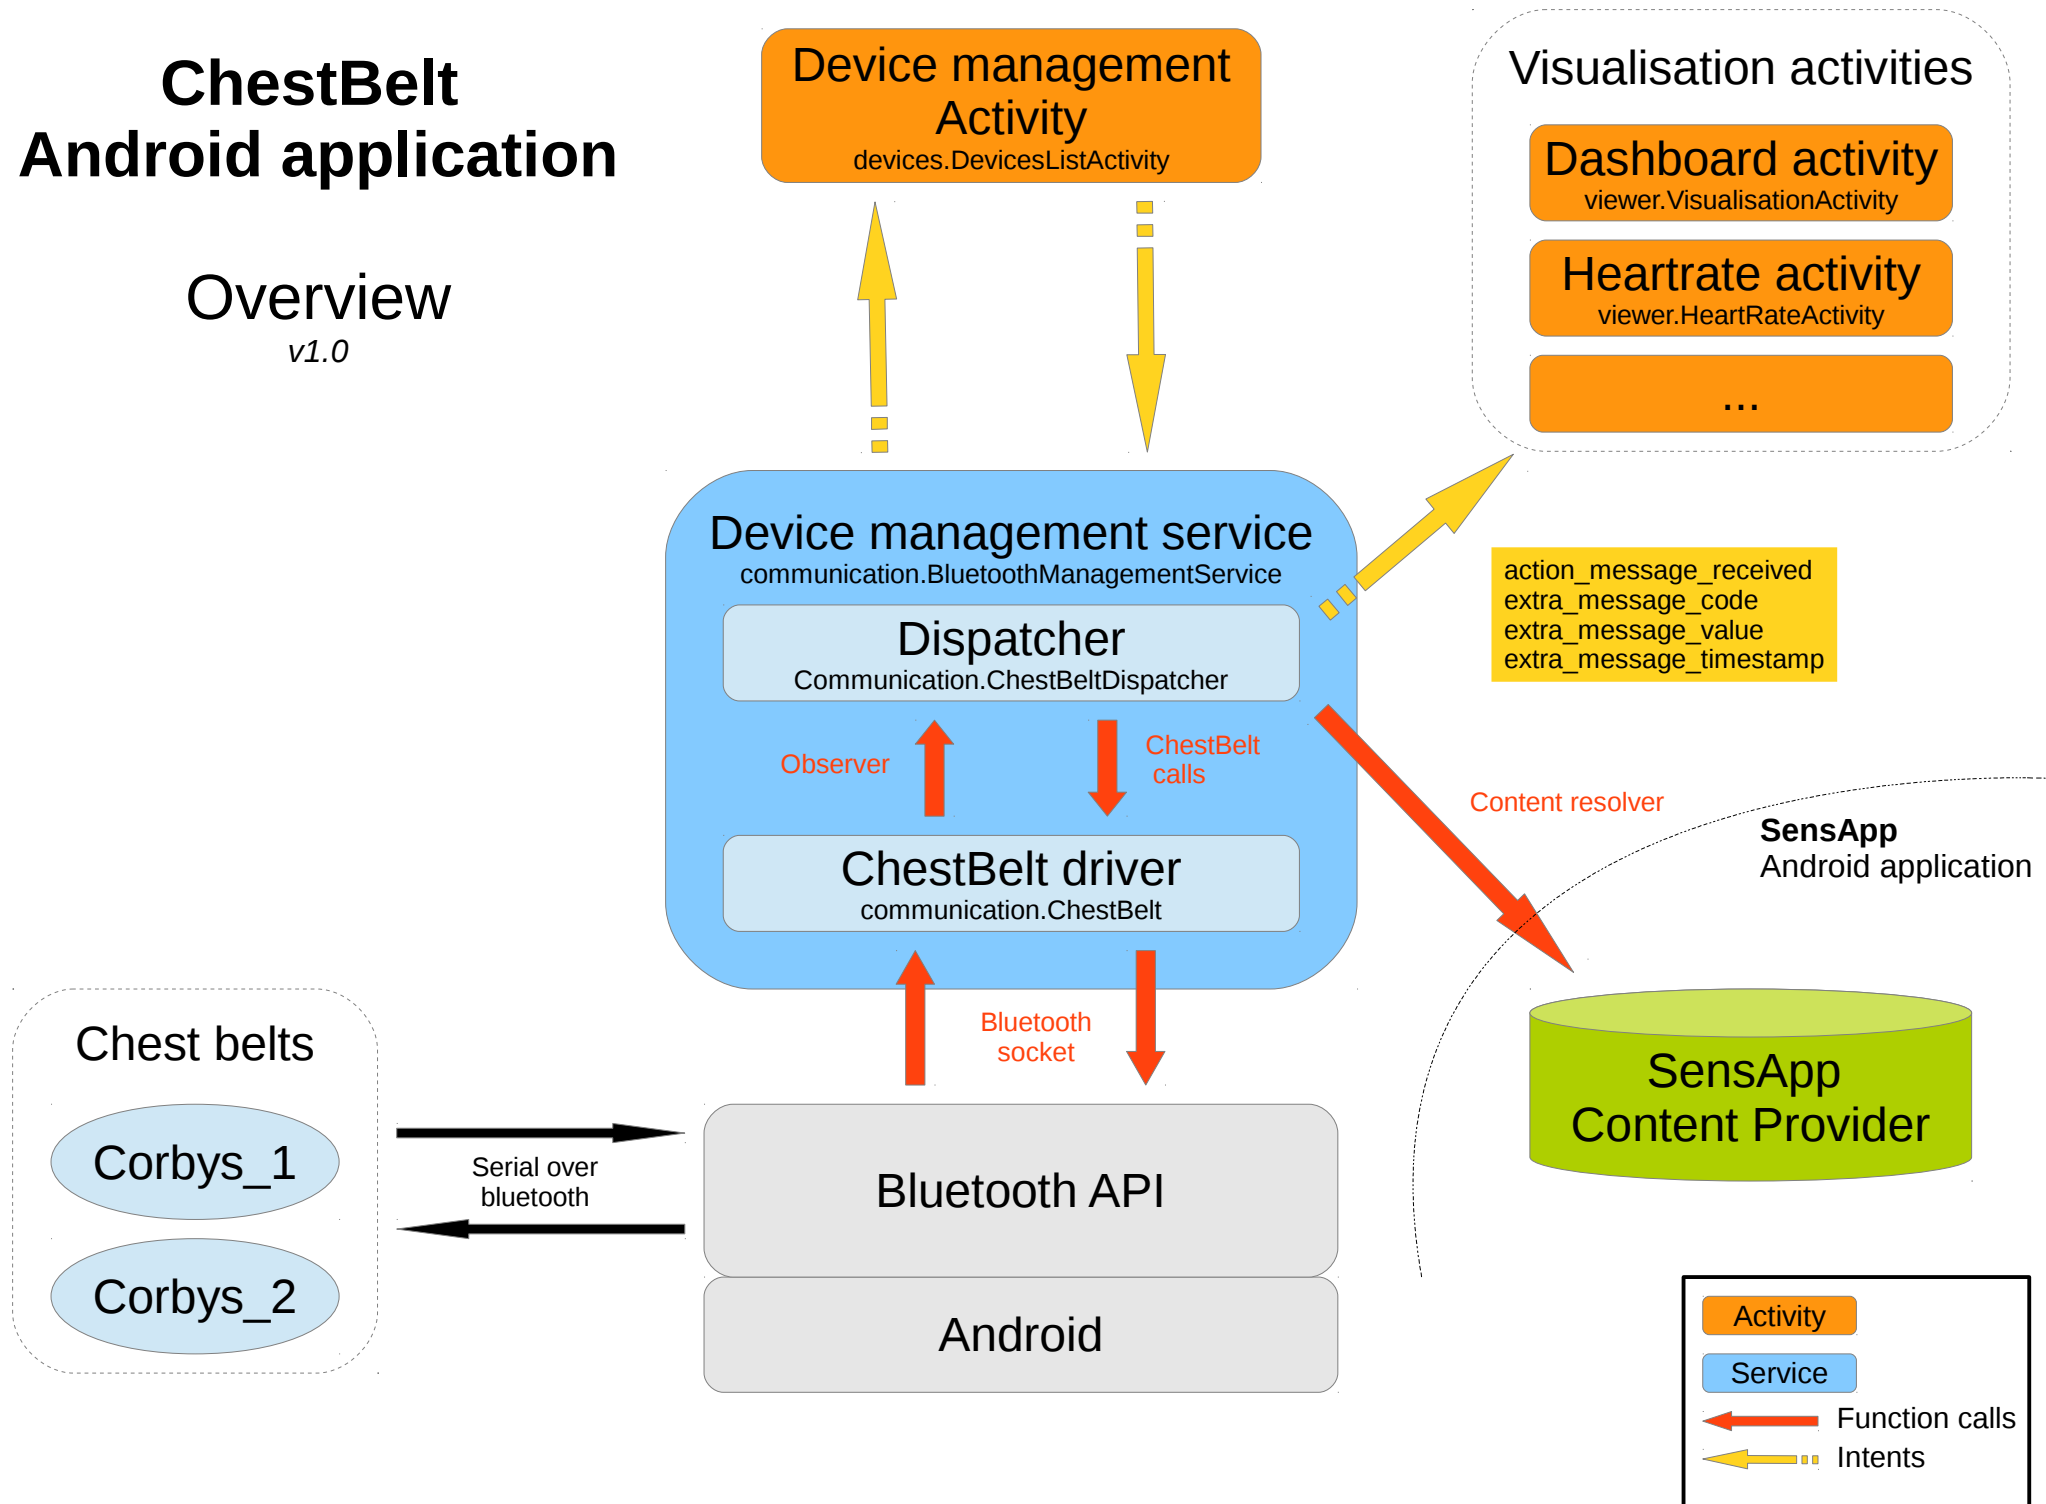 ChestBelt
Android application
Overview
v1.0
Device management
Activity
devices.DevicesListActivity
Visualisation activities
Dashboard activity
viewer.VisualisationActivity
Heartrate activity
viewer.HeartRateActivity
...
Device management service
communication.BluetoothManagementService
Dispatcher
Communication.ChestBeltDispatcher
action_message_received
extra_message_code
extra_message_value
extra_message_timestamp
Observer
ChestBelt
calls
Content resolver
SensApp
Android application
ChestBelt driver
communication.ChestBelt
Bluetooth
socket
Chest belts
Corbys_1
Corbys_2
Serial over
bluetooth
Bluetooth API
Android
SensApp
Content Provider
Activity
Service
Function calls
Intents